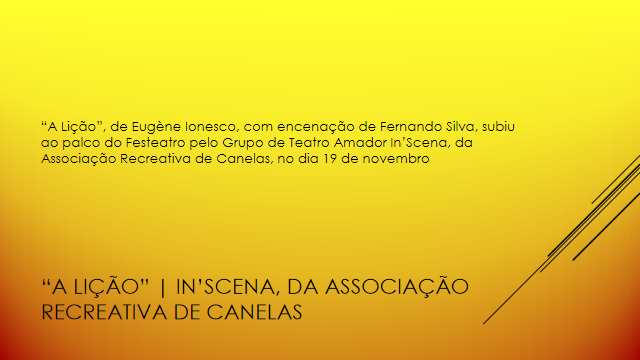 “A Lição”, de Eugène Ionesco, com encenação de Fernando Silva, subiu
ao palco do Festeatro pelo Grupo de Teatro Amador In’Scena, da
Associação Recreativa de Canelas, no dia 19 de novembro
“A LIÇÃO” | IN’SCENA, DA ASSOCIAÇÃO
RECREATIVA DE CANELAS